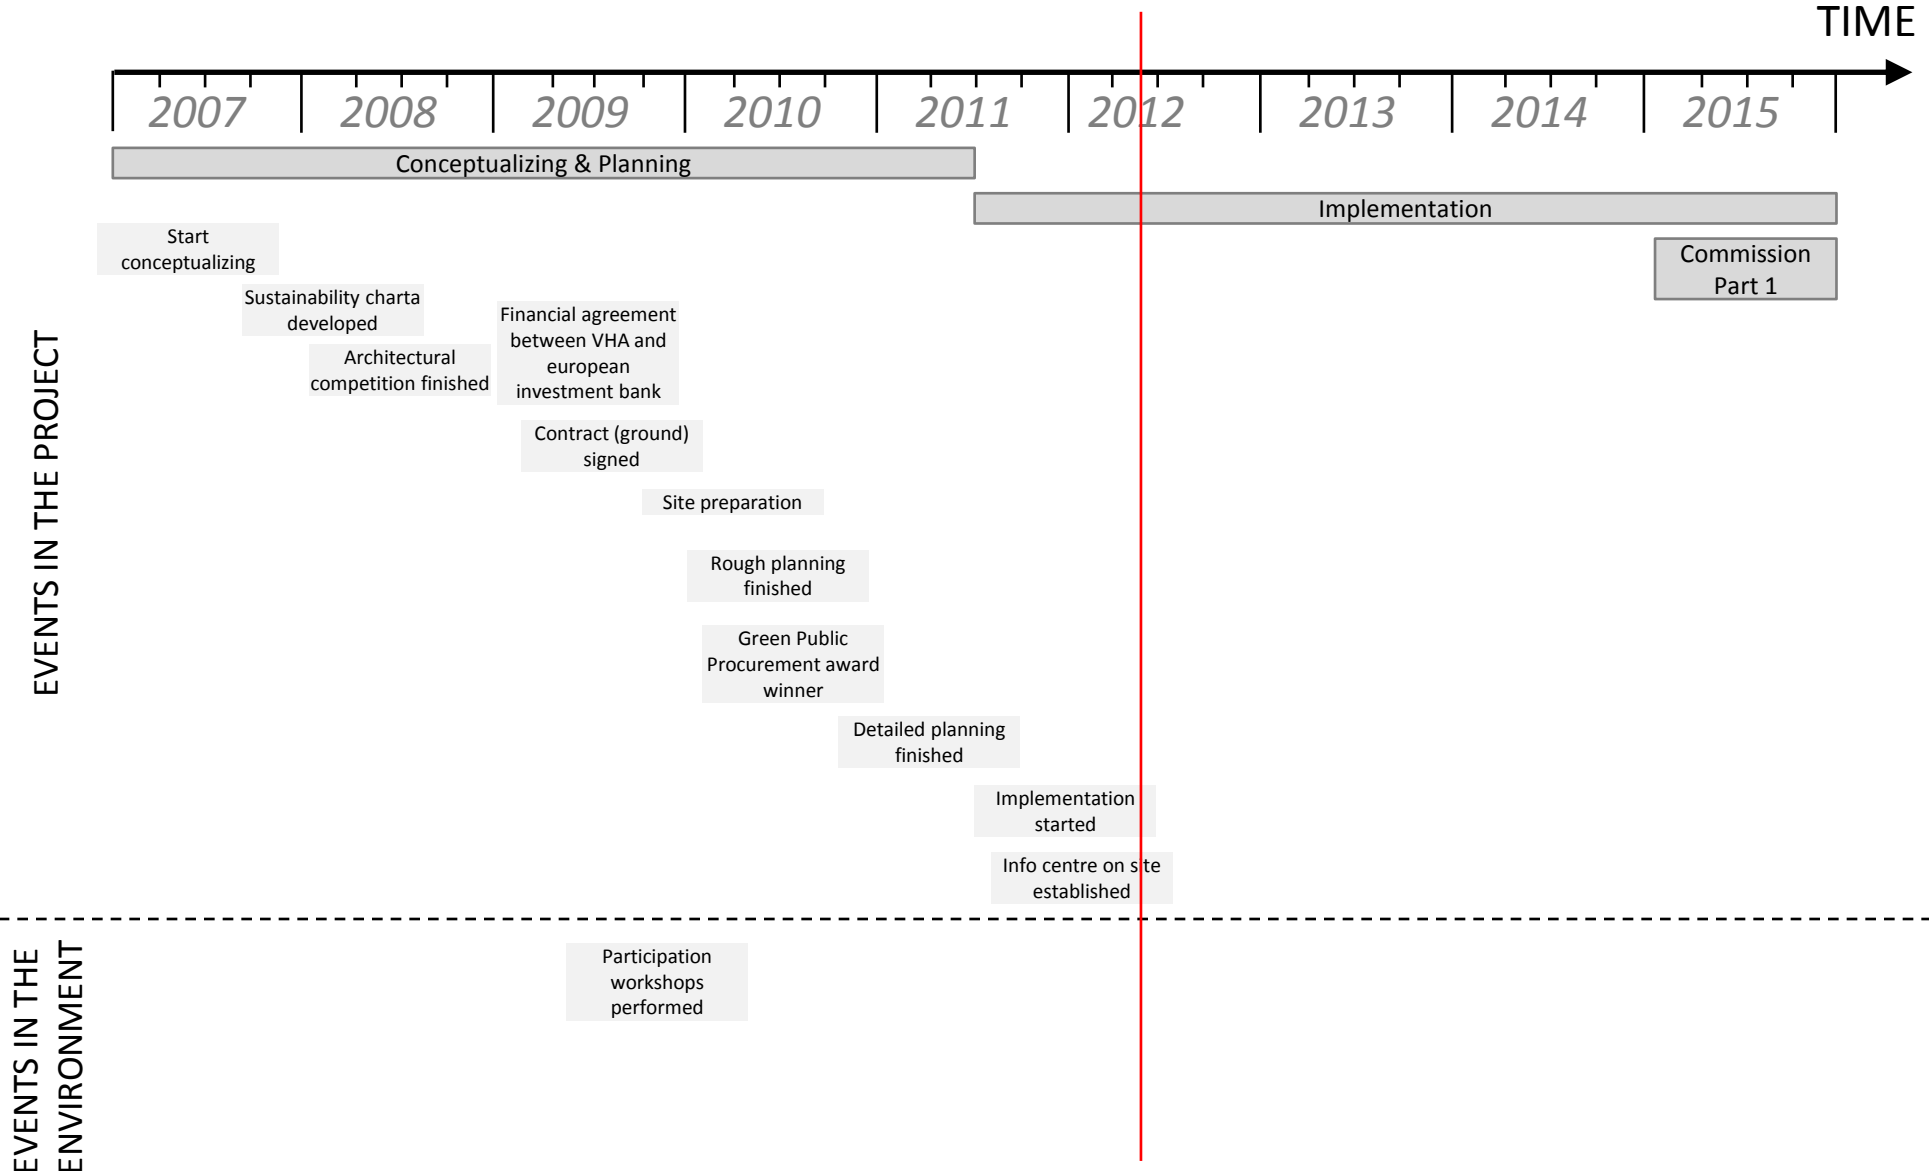 TIME
2007 2008 2009 2010 2011 2012 2013 2014 2015
Conceptualizing & Planning
Implementation
Commission
Part 1
EVENTS IN THE PROJECT
Start
conceptualizing
Sustainability charta
developed
Architectural
competition finished
Financial agreement
between VHA and
european
investment bank
Contract (ground)
signed
Site preparation
Rough planning
finished
Green Public
Procurement award
winner
Detailed planning
finished
Implementation
started
Info centre on site
established
EVENTS IN THE
ENVIRONMENT
Participation
workshops
performed